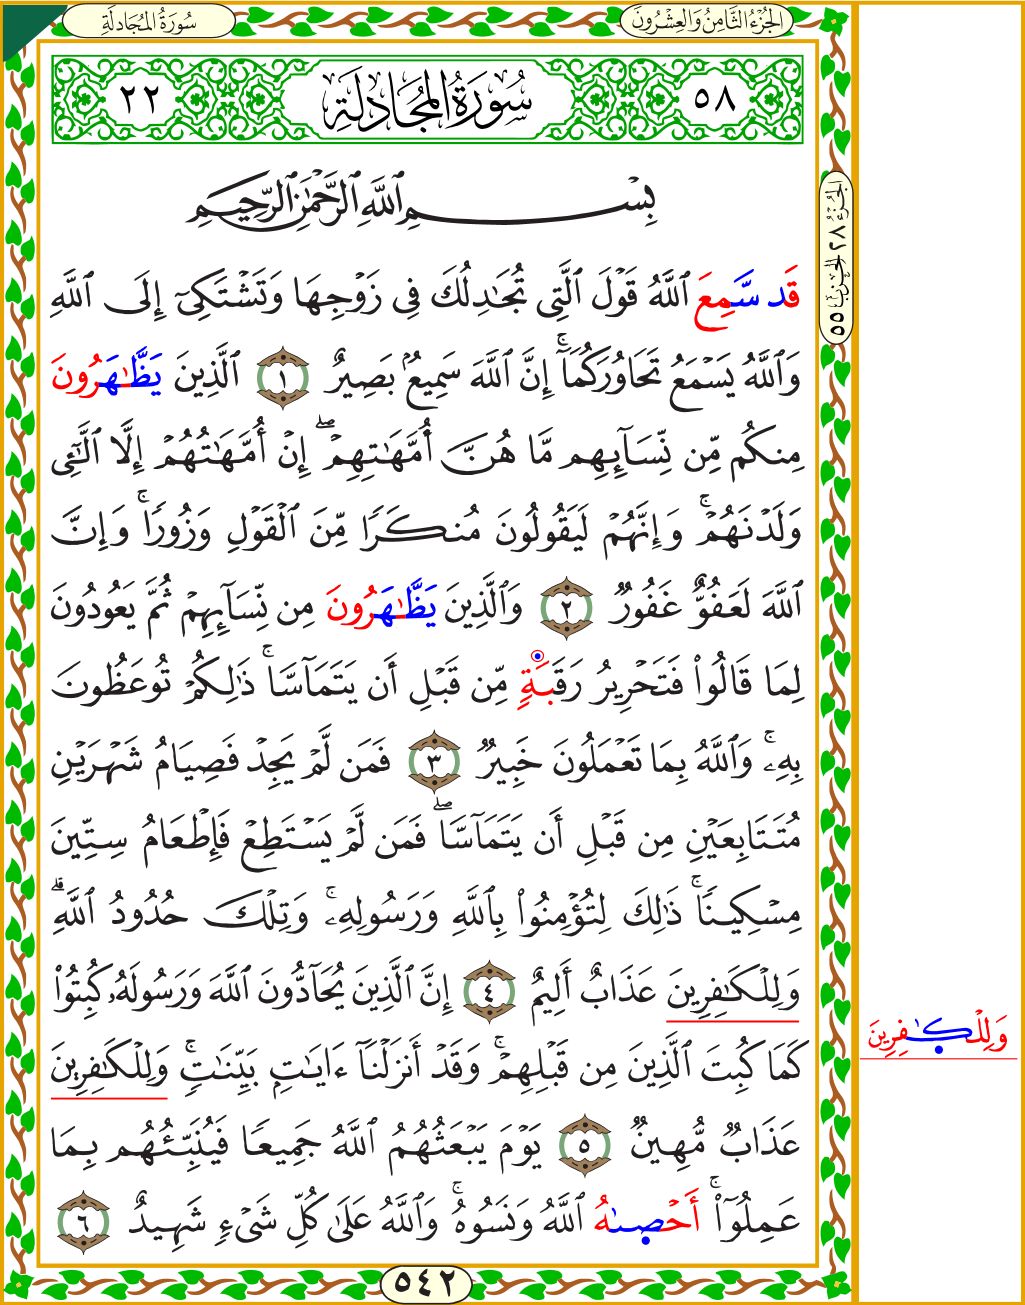 سُورَةُ المُجَادلَةِ
الجُزْءُ الثَّامِنُ وَالعِشْرُونَ
٥٨
سُورَةُ المُجَادلَةِ
٢٢
بِسْمِ ٱللَّهِ ٱلرَّحْمَٰنِ ٱلرَّحِيمِ
قَد سَّمِعَ ٱللَّهُ قَوْلَ ٱلَّتِى تُجَٰدِلُكَ فِى زَوْجِهَا وَتَشْتَكِىٓ إِلَى ٱللَّهِ
وَٱللَّهُ يَسْمَعُ تَحَاوُرَكُمَآ ۚ إِنَّ ٱللَّهَ سَمِيعٌۢ بَصِيرٌ ١ ٱلَّذِينَ يَظَّٰهَرُونَ
مِنكُم مِّن نِّسَآئِهِم مَّا هُنَّ أُمَّهَٰتِهِمْ ۖ إِنْ أُمَّهَٰتُهُمْ إِلَّا ٱلَّٰٓـِٔى
وَلَدْنَهُمْ ۚ وَإِنَّهُمْ لَيَقُولُونَ مُنكَرًا مِّنَ ٱلْقَوْلِ وَزُورًا ۚ وَإِنَّ
ٱللَّهَ لَعَفُوٌّ غَفُورٌ ٢ وَٱلَّذِينَ يَظَّٰهَرُونَ مِن نِّسَآئِهِمْ ثُمَّ يَعُودُونَ
لِمَا قَالُوا۟ فَتَحْرِيرُ رَقَبَةٍ مِّن قَبْلِ أَن يَتَمَآسَّا ۚ ذَٰلِكُمْ تُوعَظُونَ
بِهِۦ ۚ وَٱللَّهُ بِمَا تَعْمَلُونَ خَبِيرٌ ٣ فَمَن لَّمْ يَجِدْ فَصِيَامُ شَهْرَيْنِ
مُتَتَابِعَيْنِ مِن قَبْلِ أَن يَتَمَآسَّا ۖ فَمَن لَّمْ يَسْتَطِعْ فَإِطْعَامُ سِتِّينَ
مِسْكِينًا ۚ ذَٰلِكَ لِتُؤْمِنُوا۟ بِٱللَّهِ وَرَسُولِهِۦ ۚ وَتِلْكَ حُدُودُ ٱللَّهِ ۗ
وَلِلْكَٰفِرِينَ عَذَابٌ أَلِيمٌ ٤ إِنَّ ٱلَّذِينَ يُحَآدُّونَ ٱللَّهَ وَرَسُولَهُۥ كُبِتُوا۟
كَمَا كُبِتَ ٱلَّذِينَ مِن قَبْلِهِمْ ۚ وَقَدْ أَنزَلْنَآ ءَايَٰتٍۭ بَيِّنَٰتٍ ۚ وَلِلْكَٰفِرِينَ
عَذَابٌ مُّهِينٌ ٥ يَوْمَ يَبْعَثُهُمُ ٱللَّهُ جَمِيعًا فَيُنَبِّئُهُم بِمَا
عَمِلُوٓا۟ ۚ أَحْصىٰهُ ٱللَّهُ وَنَسُوهُ ۚ وَٱللَّهُ عَلَىٰ كُلِّ شَىْءٍ شَهِيدٌ ٦
الجُزْءُ ٢٨ الحِزْبُ ٥٥
وَلِلْكَٰفِرِينَ
٥٤٢